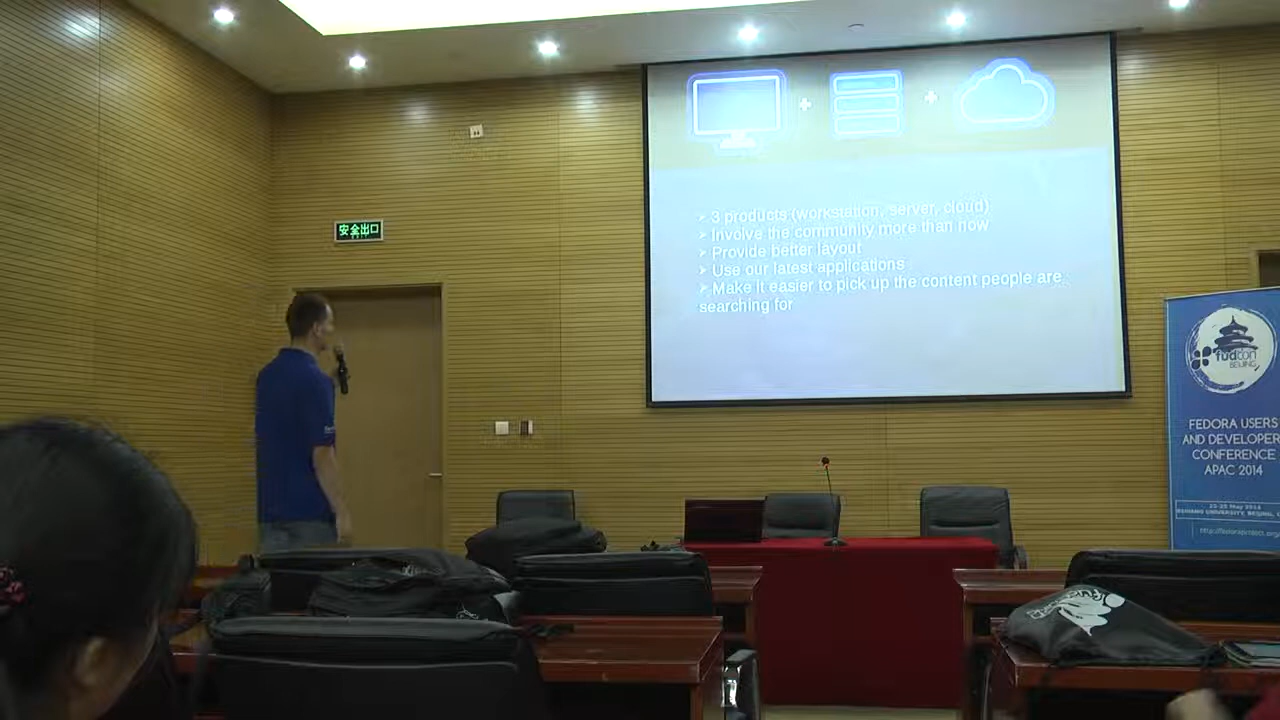 3 products (workstation, server, cloud)
Involve the community more than now
Provide better layout
Use our latest applications
Make it easier to pick up the content people are
searching for
安全出口
fudcon
BEIJING
FEDORA USERS
AND DEVELOPER
CONFERENCE
APAC 2014